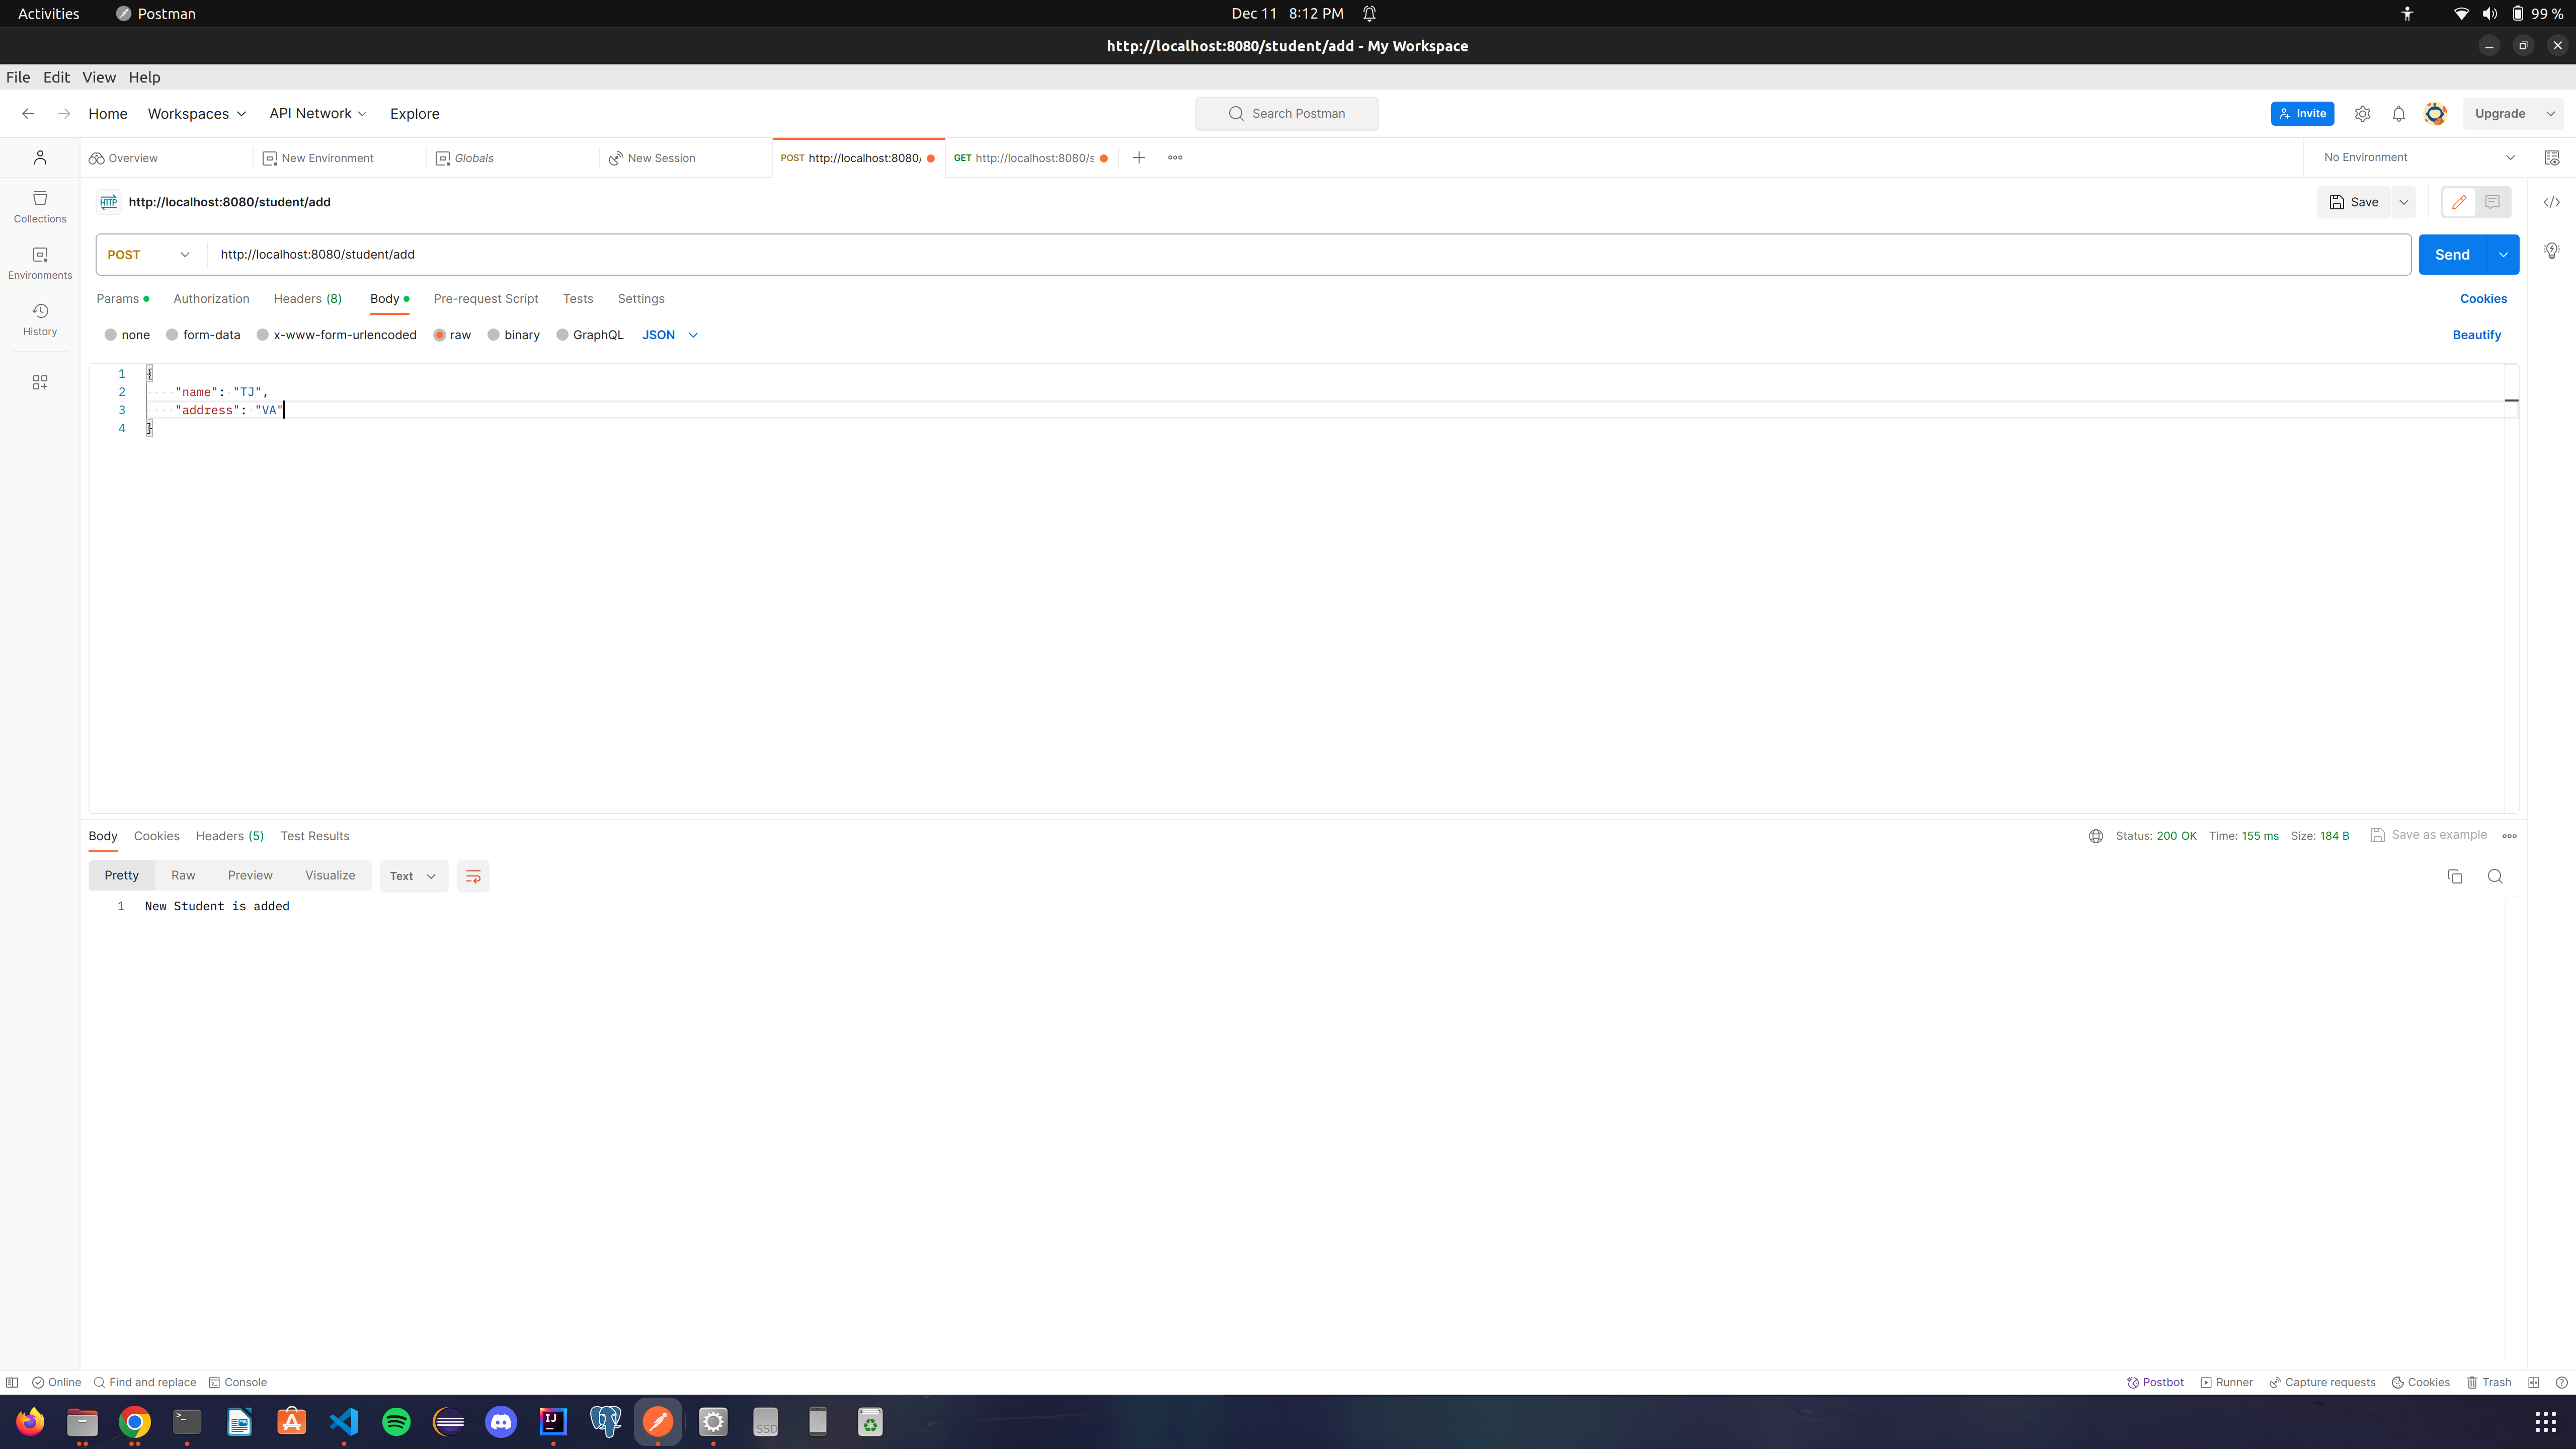 Activities Postman Dec 11 8:12 PM 99 %
http://localhost:8080/student/add - My Workspace
File Edit View Help
Home Workspaces API Network Explore Search Postman Invite Upgrade
Overview New Environment Globals New Session POST http://localhost:8080/ GET http://localhost:8080/s No Environment
HTTP http://localhost:8080/student/add Save
Collections
POST http://localhost:8080/student/add Send
Environments
Params Authorization Headers (8) Body Pre-request Script Tests Settings Cookies
History
none form-data x-www-form-urlencoded raw binary GraphQL JSON Beautify
1 {
2 "name": "TJ",
3 "address": "VA"
4 }
Body Cookies Headers (5) Test Results Status: 200 OK Time: 155 ms Size: 184 B Save as example
Pretty Raw Preview Visualize Text
1 New Student is added
Online Find and replace Console Postbot Runner Capture requests Cookies Trash
IJ SSD